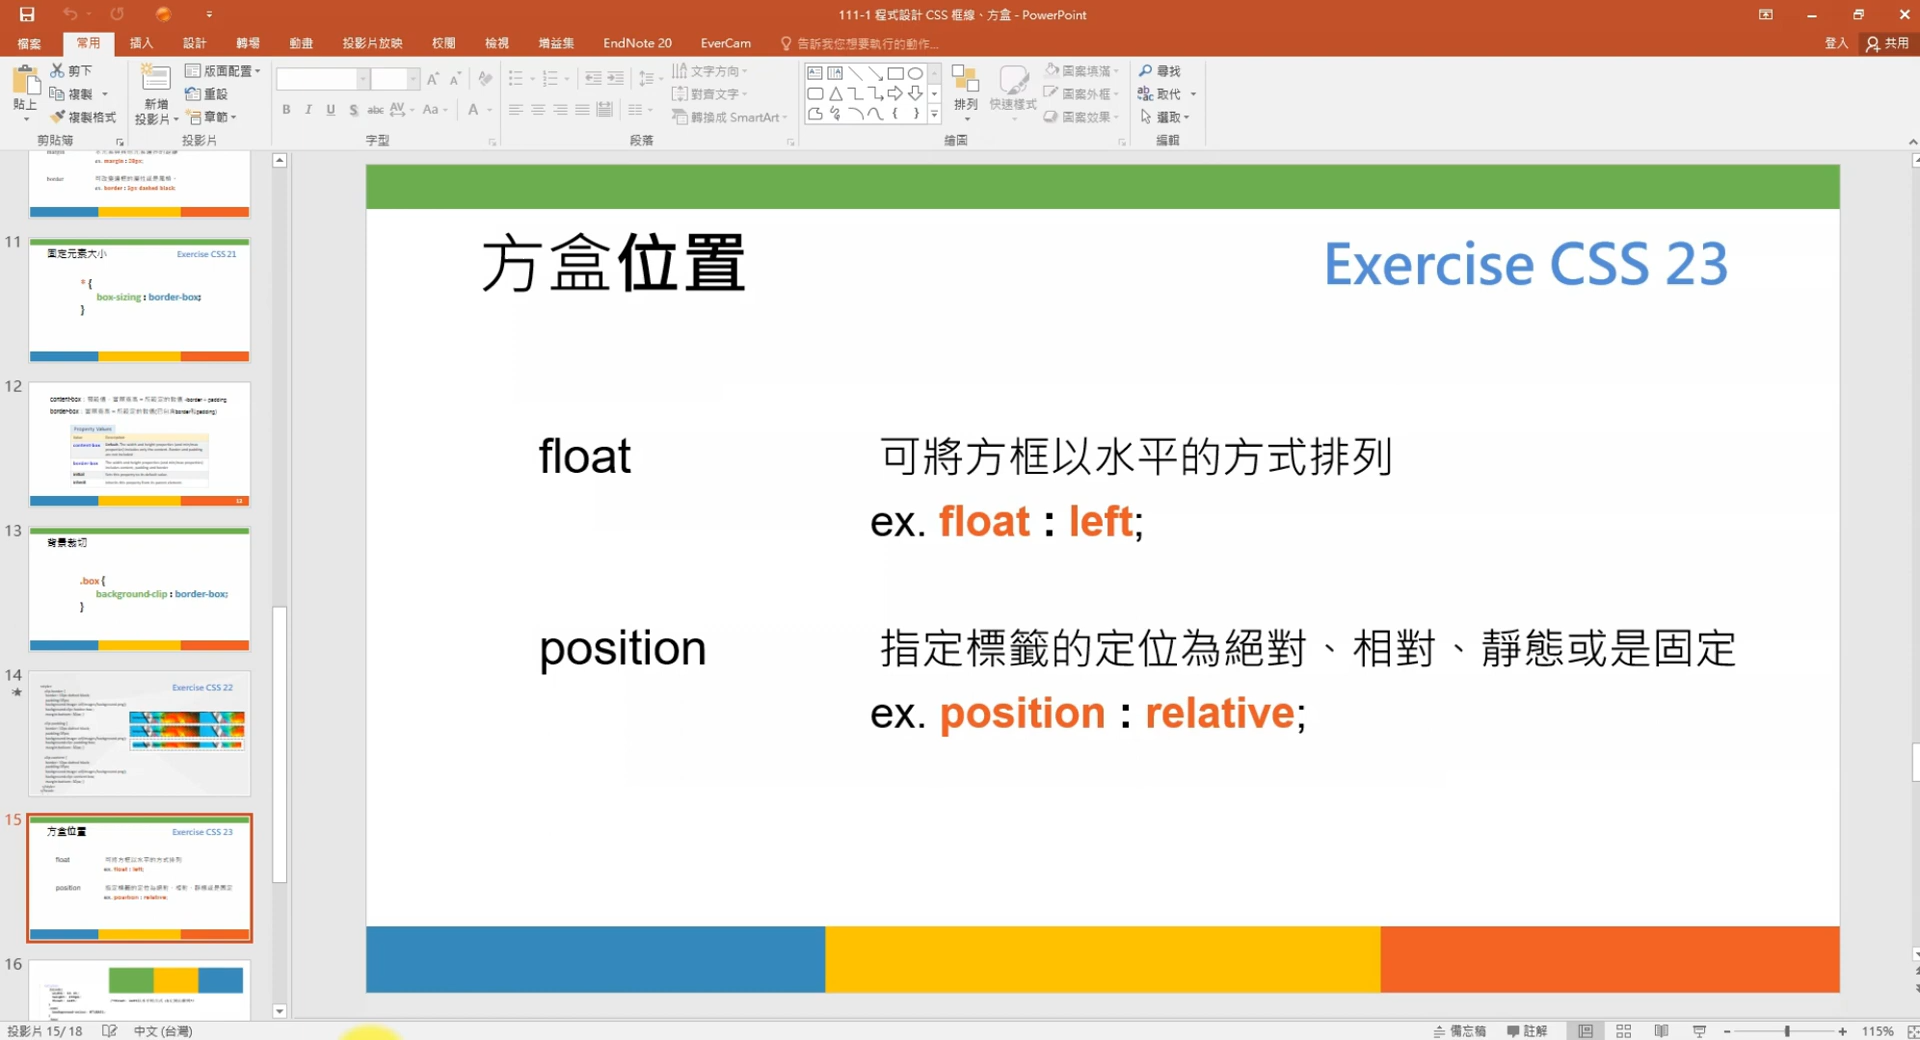 111-1 程式設計 CSS 框線、方盒 - PowerPoint
檔案 常用 插入 設計 轉場 動畫 投影片放映 校閱 檢視 增益集 EndNote 20 EverCam 告訴我您想要執行的動作... 登入 共用
貼上 剪下 複製 複製格式 剪貼簿
新增投影片 版面配置 重設 章節 投影片
B I U S abc AV Aa A 字型
文字方向 對齊文字 轉換成 SmartArt 段落
排列 快速樣式 圖案填滿 圖案外框 圖案效果 繪圖
尋找 取代 選取 編輯
ex. margin : 20px;
border
ex. border : 2px dashed black;
11
固定元素大小 Exercise CSS 21
* {
box-sizing : border-box;
}
12
Property Values
13
背景裁切
.box {
background-clip : border-box;
}
14
Exercise CSS 22
15
方盒位置 Exercise CSS 23
float 可將方框以水平的方式排列
ex. float : left;
position 指定標籤的定位為絕對、相對、靜態或是固定
ex. position : relative;
16
方盒位置 Exercise CSS 23
float 可將方框以水平的方式排列
ex. float : left;
position 指定標籤的定位為絕對、相對、靜態或是固定
ex. position : relative;
投影片 15/18 中文 (台灣) 備忘稿 註解 115%